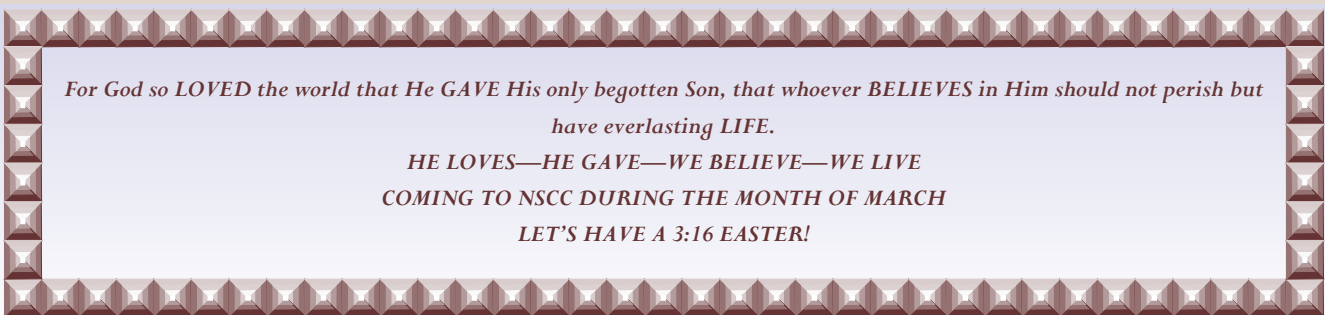 For God so LOVED the world that He GAVE His only begotten Son, that whoever BELIEVES in Him should not perish but
have everlasting LIFE.
HE LOVES—HE GAVE—WE BELIEVE—WE LIVE
COMING TO NSCC DURING THE MONTH OF MARCH
LET’S HAVE A 3:16 EASTER!